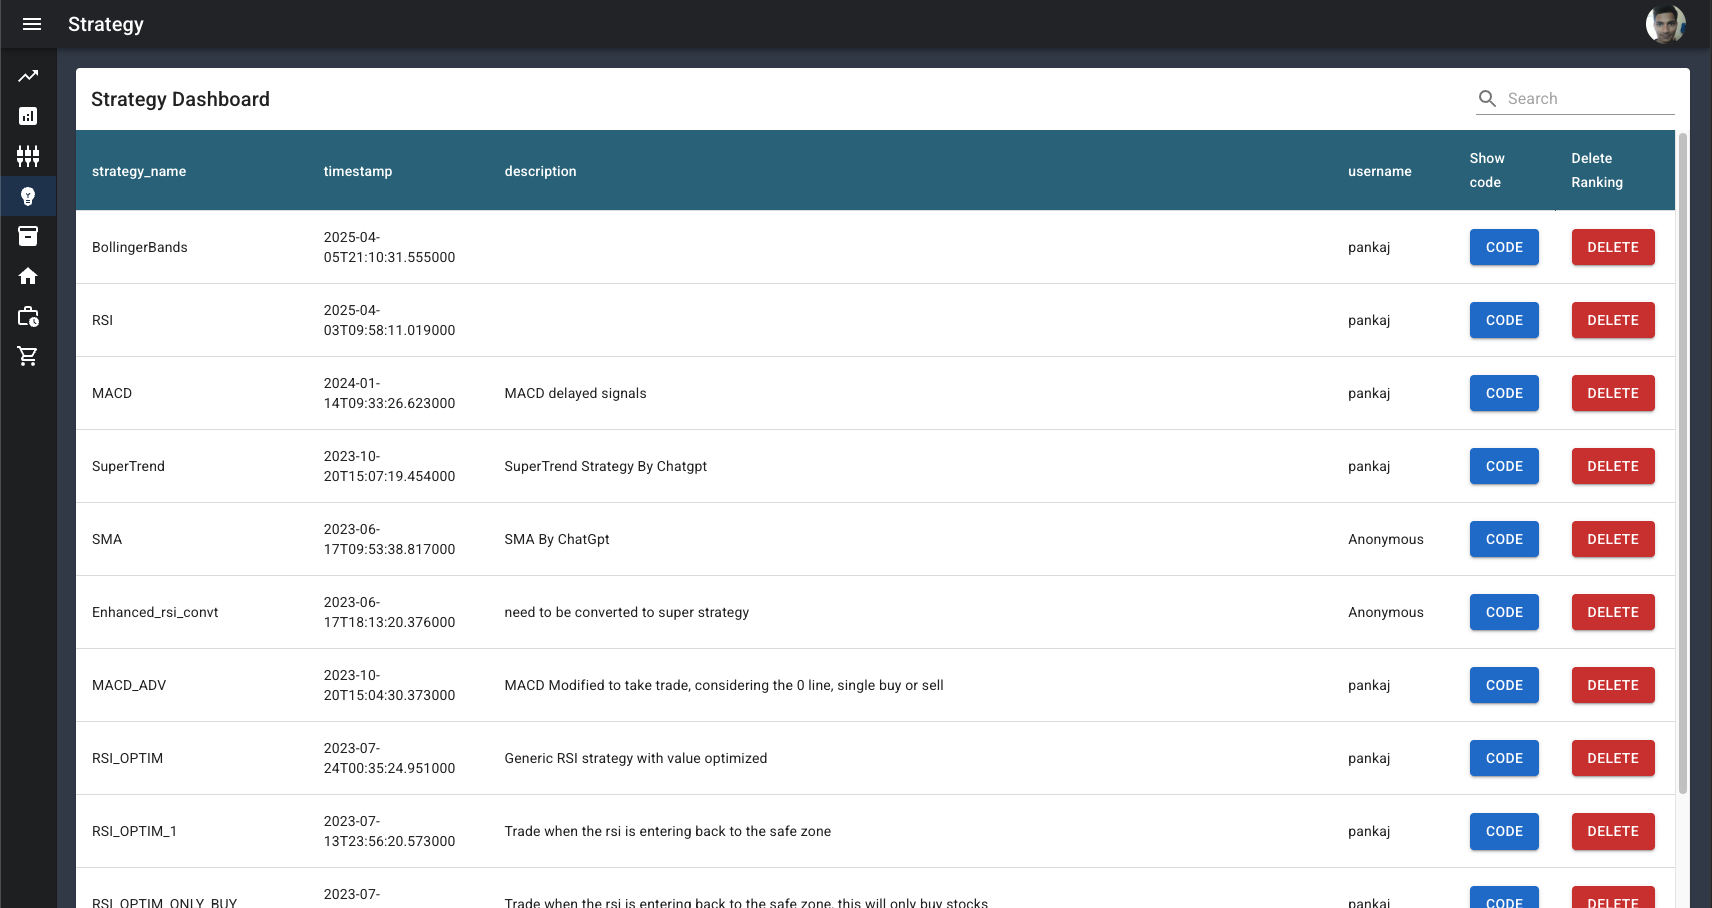 Strategy
Strategy Dashboard
Search
strategy_name timestamp description username Show code Delete Ranking
BollingerBands 2025-04-05T21:10:31.555000 pankaj CODE DELETE
RSI 2025-04-03T09:58:11.019000 pankaj CODE DELETE
MACD 2024-01-14T09:33:26.623000 MACD delayed signals pankaj CODE DELETE
SuperTrend 2023-10-20T15:07:19.454000 SuperTrend Strategy By Chatgpt pankaj CODE DELETE
SMA 2023-06-17T09:53:38.817000 SMA By ChatGpt Anonymous CODE DELETE
Enhanced_rsi_convt 2023-06-17T18:13:20.376000 need to be converted to super strategy Anonymous CODE DELETE
MACD_ADV 2023-10-20T15:04:30.373000 MACD Modified to take trade, considering the 0 line, single buy or sell pankaj CODE DELETE
RSI_OPTIM 2023-07-24T00:35:24.951000 Generic RSI strategy with value optimized pankaj CODE DELETE
RSI_OPTIM_1 2023-07-13T23:56:20.573000 Trade when the rsi is entering back to the safe zone pankaj CODE DELETE
RSI_OPTIM_ONLY_BUY 2023-07- Trade when the rsi is entering back to the safe zone, this will only buy stocks pankaj CODE DELETE